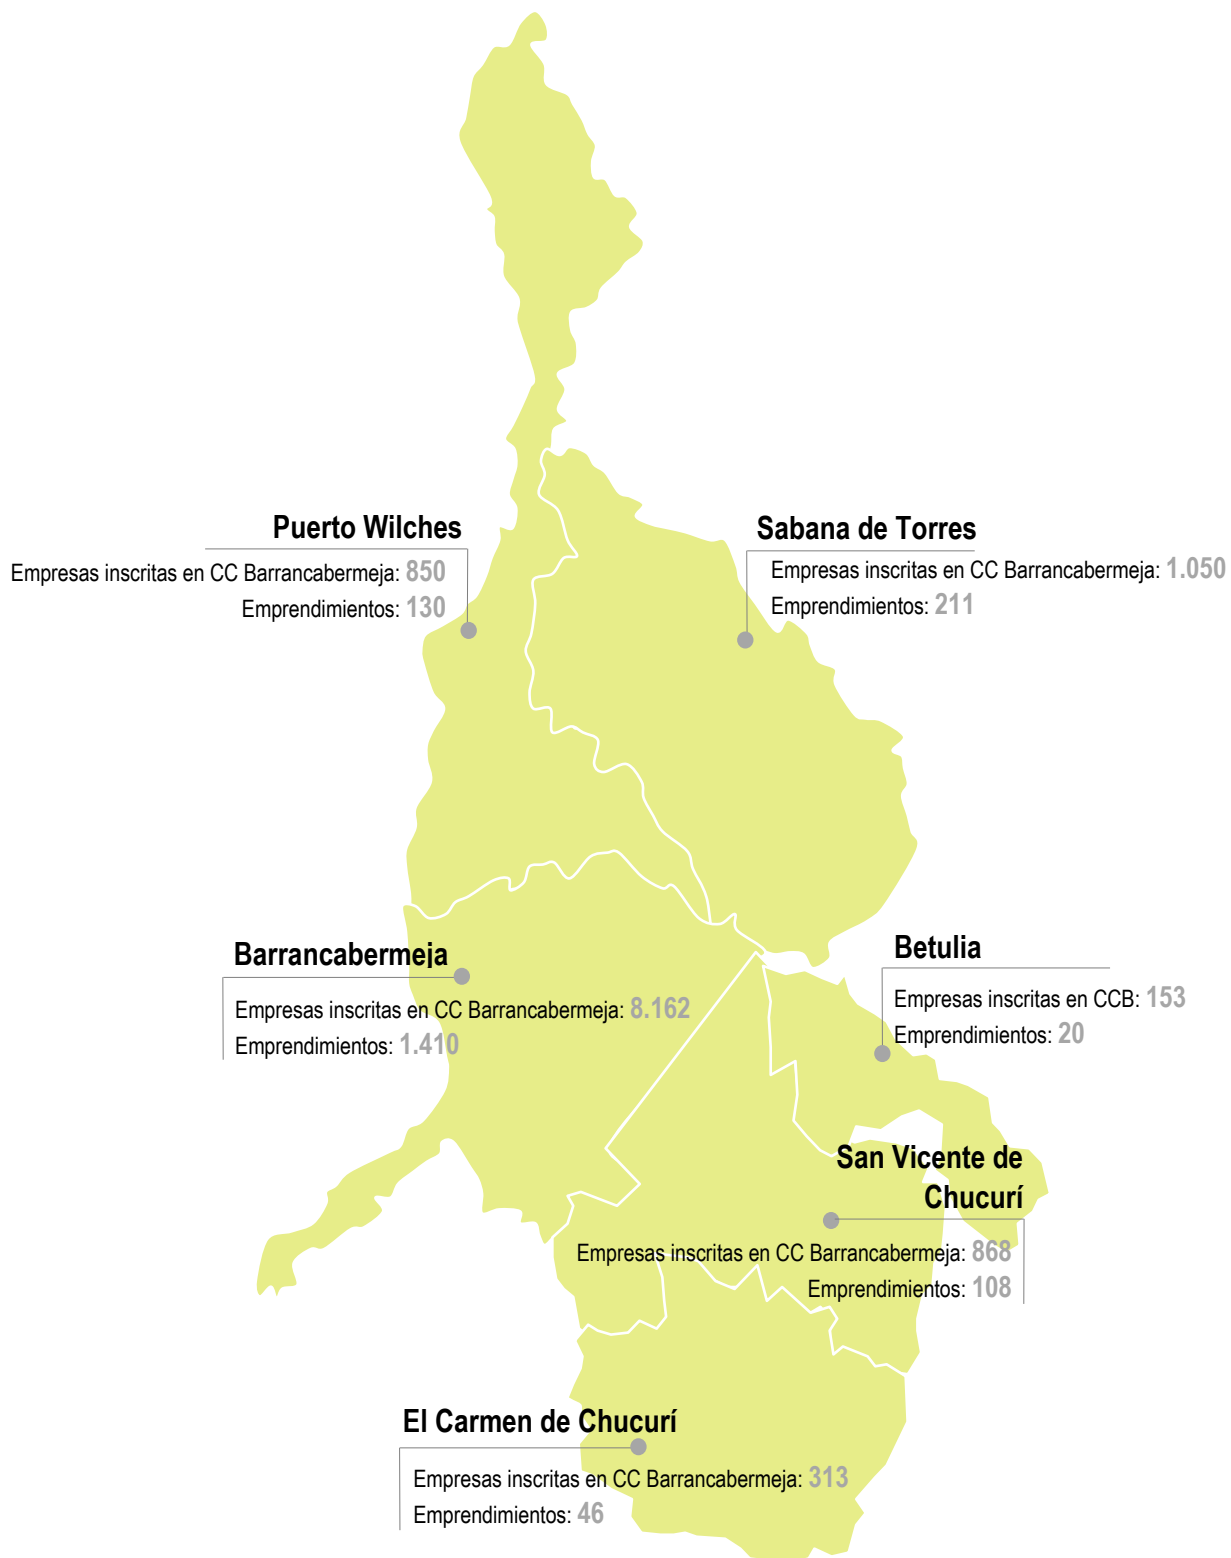 Puerto Wilches
Empresas inscritas en CC Barrancabermeja: 850
Emprendimientos: 130
Sabana de Torres
Empresas inscritas en CC Barrancabermeja: 1.050
Emprendimientos: 211
Barrancabermeja
Empresas inscritas en CC Barrancabermeja: 8.162
Emprendimientos: 1.410
Betulia
Empresas inscritas en CCB: 153
Emprendimientos: 20
San Vicente de
Chucurí
Empresas inscritas en CC Barrancabermeja: 868
Emprendimientos: 108
El Carmen de Chucurí
Empresas inscritas en CC Barrancabermeja: 313
Emprendimientos: 46